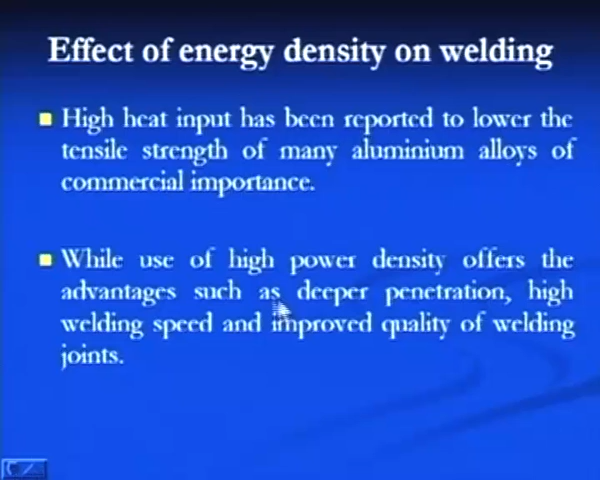 Effect of energy density on welding
High heat input has been reported to lower the
tensile strength of many aluminium alloys of
commercial importance.
While use of high power density offers the
advantages such as deeper penetration, high
welding speed and improved quality of welding
joints.